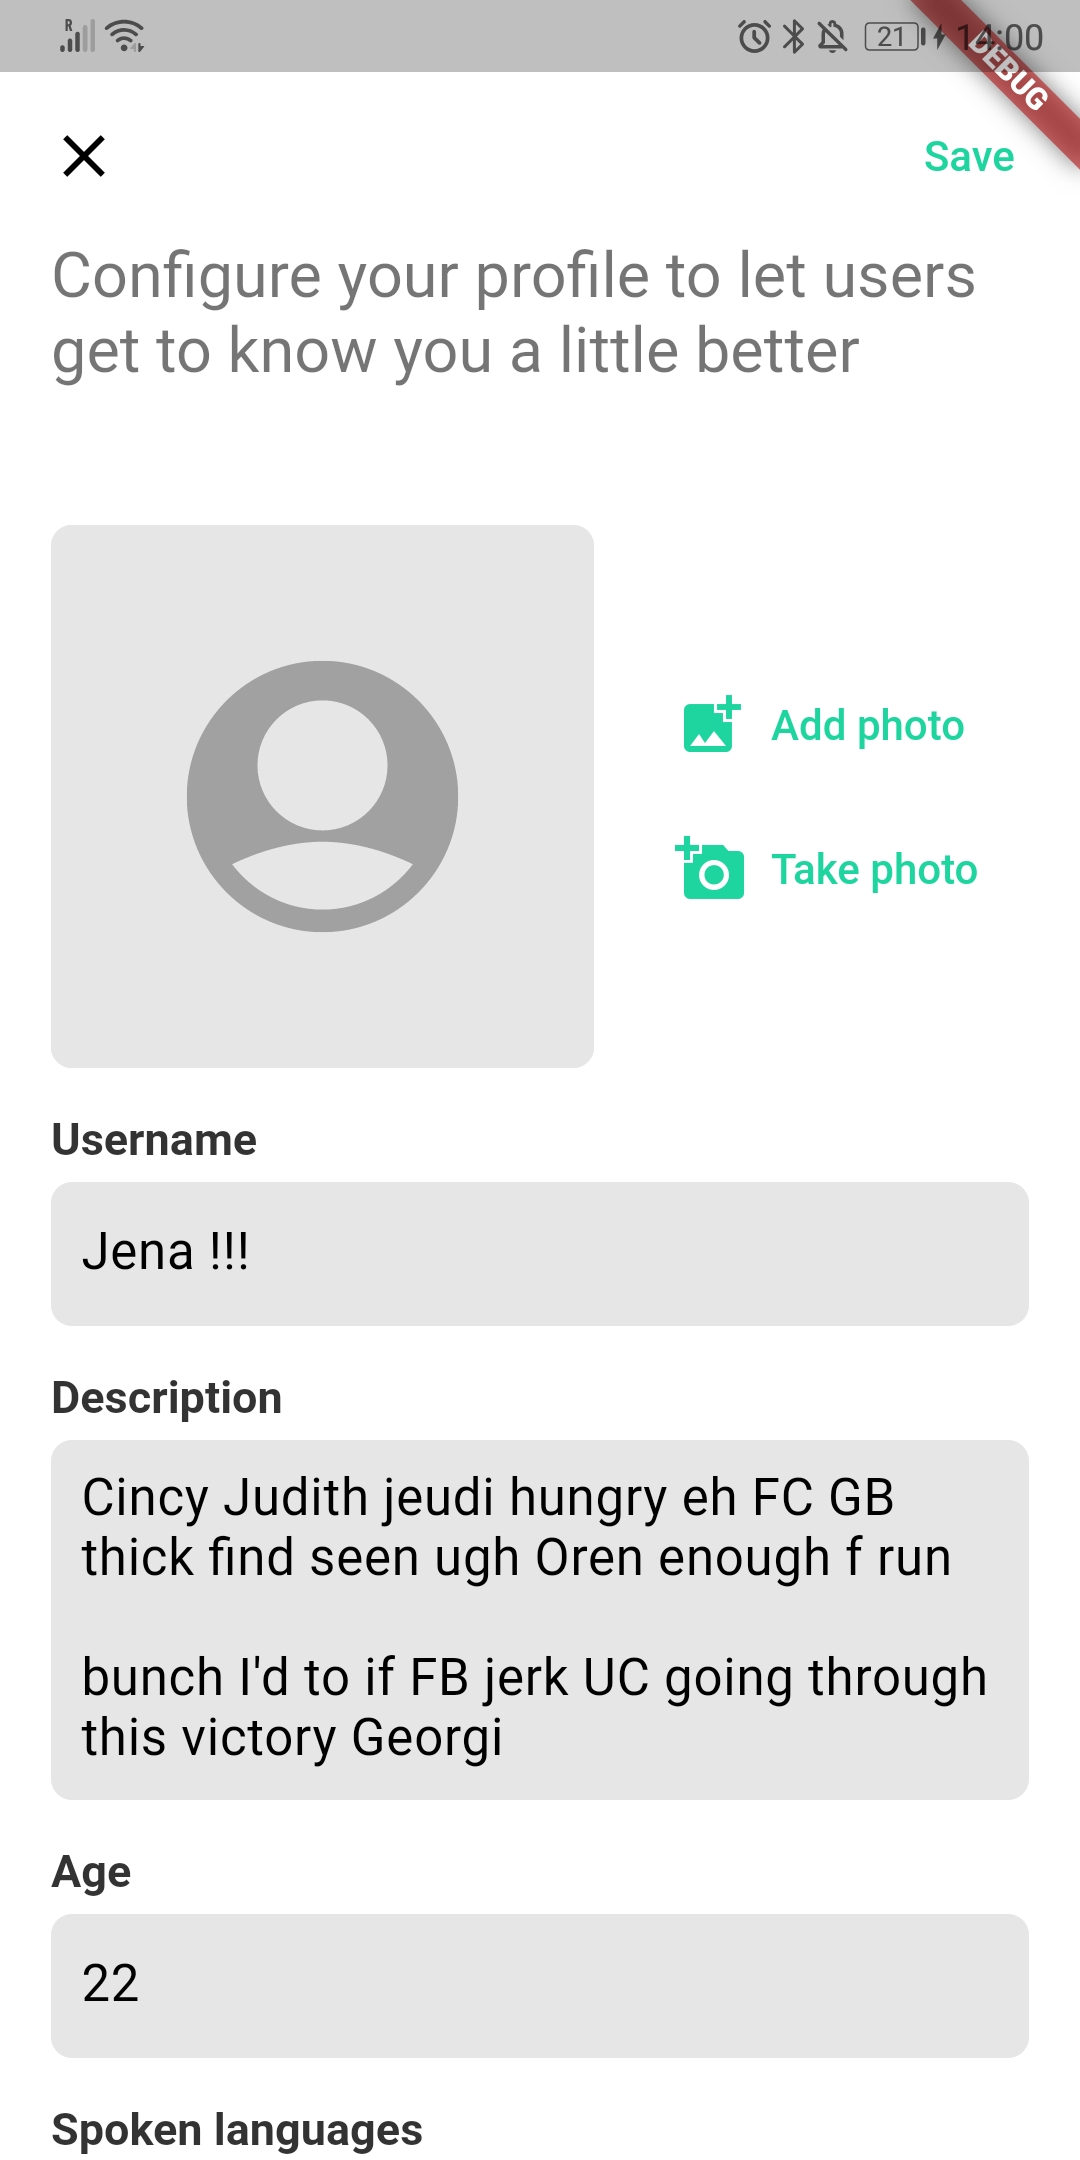 R
21 14:00
DEBUG
Save
Configure your profile to let users
get to know you a little better
Add photo
Take photo
Username
Jena !!!
Description
Cincy Judith jeudi hungry eh FC GB
thick find seen ugh Oren enough f run
bunch I'd to if FB jerk UC going through
this victory Georgi
Age
22
Spoken languages